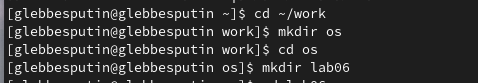 [glebbesputin@glebbesputin ~]$ cd ~/work
[glebbesputin@glebbesputin work]$ mkdir os
[glebbesputin@glebbesputin work]$ cd os
[glebbesputin@glebbesputin os]$ mkdir lab06